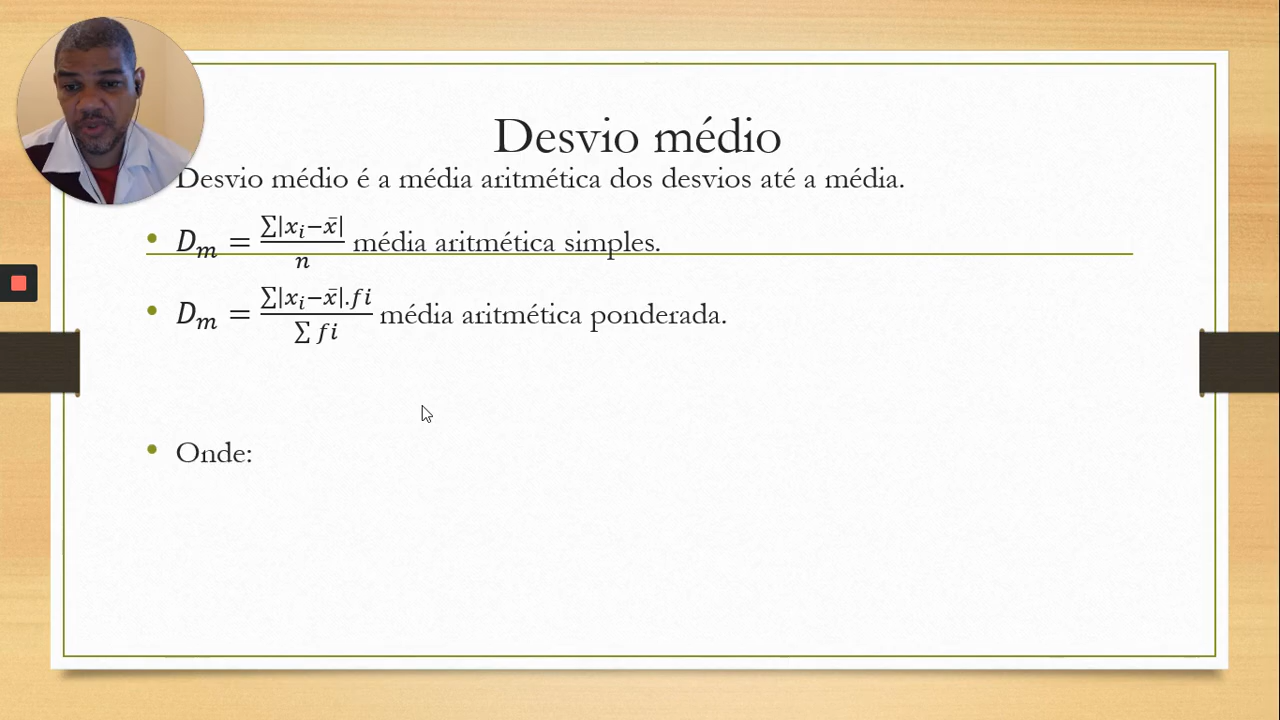 Desvio médio
Desvio médio é a média aritmética dos desvios até a média.
• D_m = ∑|x_i−x̄| / n média aritmética simples.
• D_m = ∑|x_i−x̄|.fi / ∑ fi média aritmética ponderada.
• Onde: